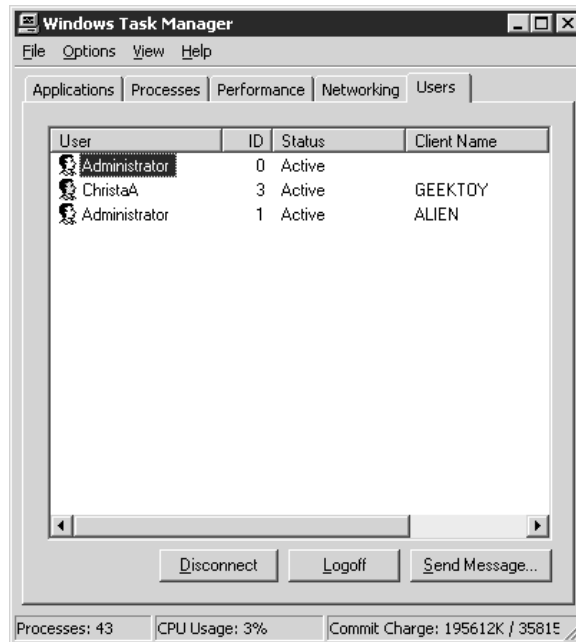 Windows Task Manager
File Options View Help
Applications Processes Performance Networking Users
User ID Status Client Name
Administrator 0 Active
ChristaA 3 Active GEEKTOY
Administrator 1 Active ALIEN
Disconnect Logoff Send Message...
Processes: 43 CPU Usage: 3% Commit Charge: 195612K / 35815